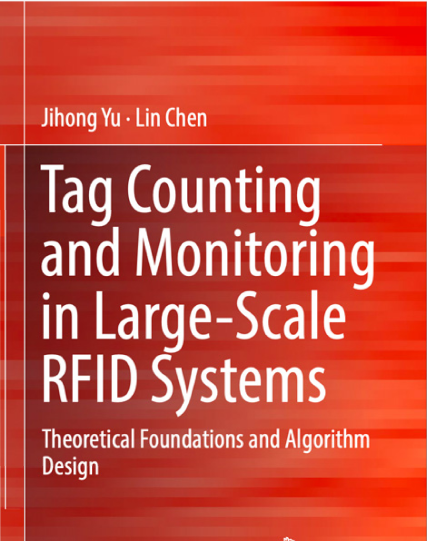 Jihong Yu · Lin Chen
Tag Counting
and Monitoring
in Large-Scale
RFID Systems
Theoretical Foundations and Algorithm
Design